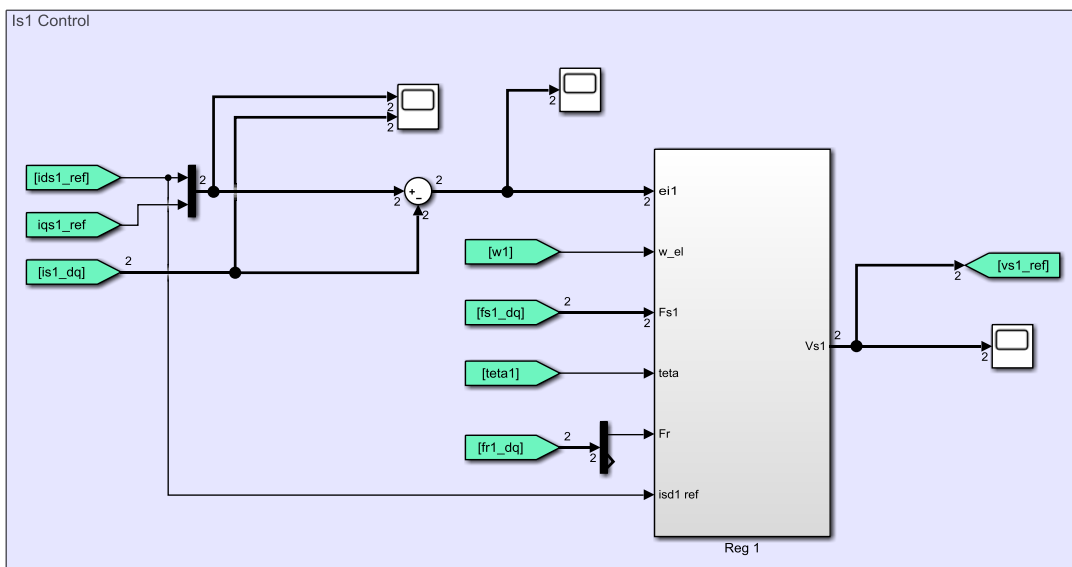 Is1 Control
2
2
2
[ids1_ref]
2
+
−
2
2
2
ei1
2
iqs1_ref
[is1_dq]
2
[w1]
w_el
[vs1_ref]
2
[fs1_dq]
2
Fs1
2
Vs1
2
2
[teta1]
teta
[fr1_dq]
2
2
Fr
isd1 ref
Reg 1